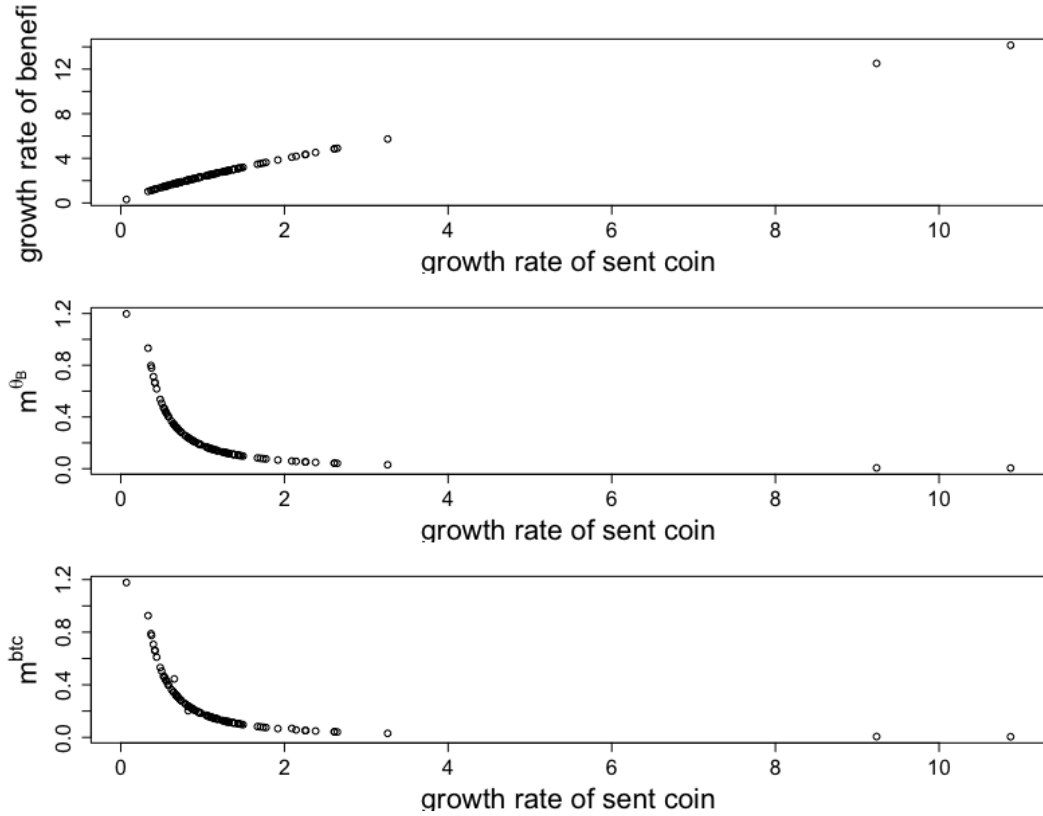 growth rate of benefi
0 4 8 12
0 2 4 6 8 10
growth rate of sent coin
m^θB
0.0 0.4 0.8 1.2
0 2 4 6 8 10
growth rate of sent coin
m^btc
0.0 0.4 0.8 1.2
0 2 4 6 8 10
growth rate of sent coin